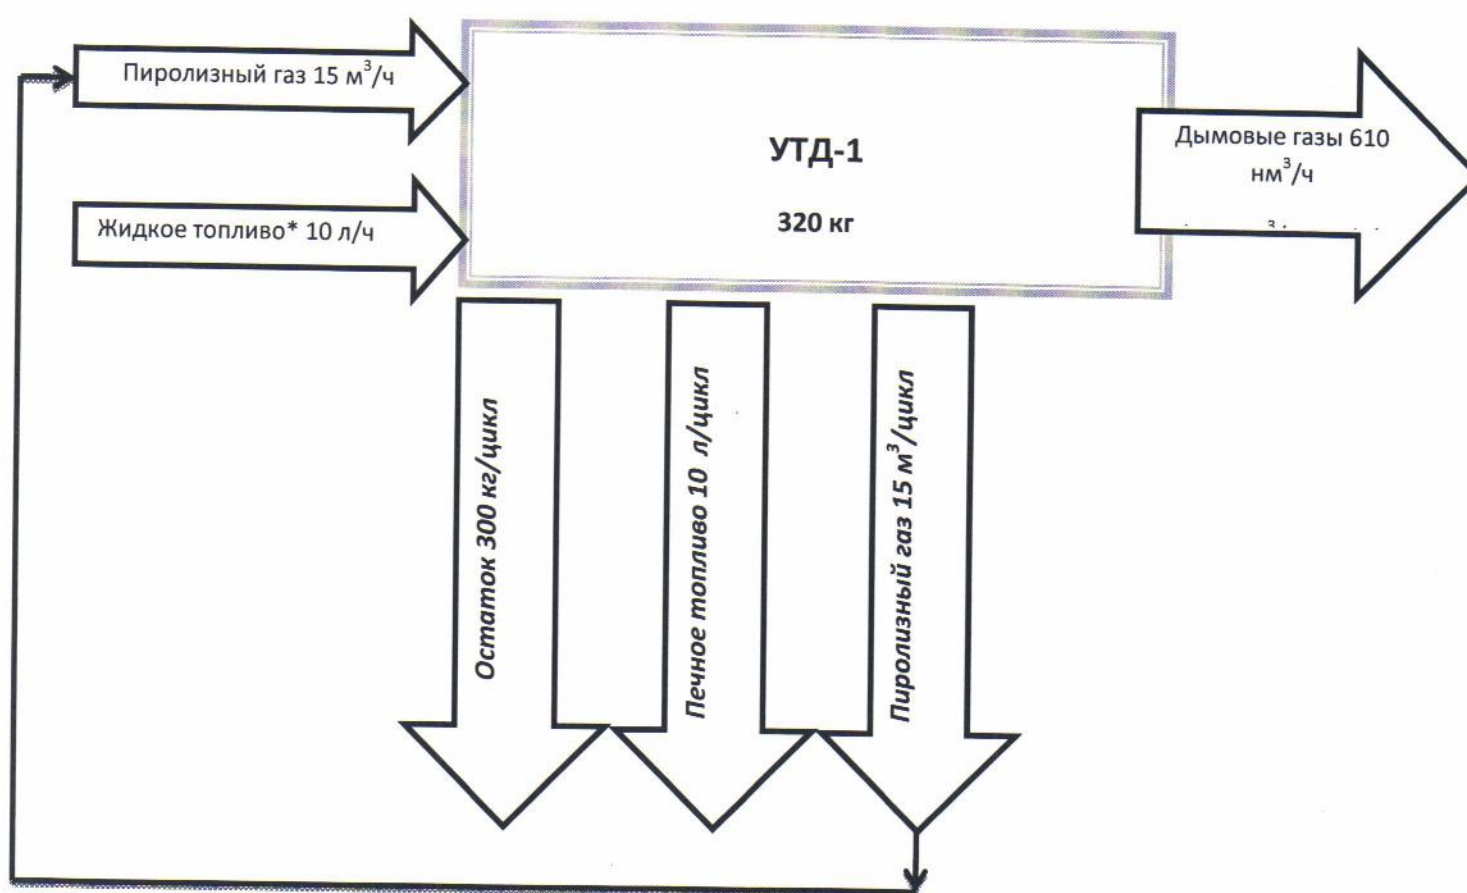 Пиролизный газ 15 м³/ч
Жидкое топливо* 10 л/ч
УТД-1
320 кг
Дымовые газы 610
нм³/ч
Остаток 300 кг/цикл
Печное топливо 10 л/цикл
Пиролизный газ 15 м³/цикл